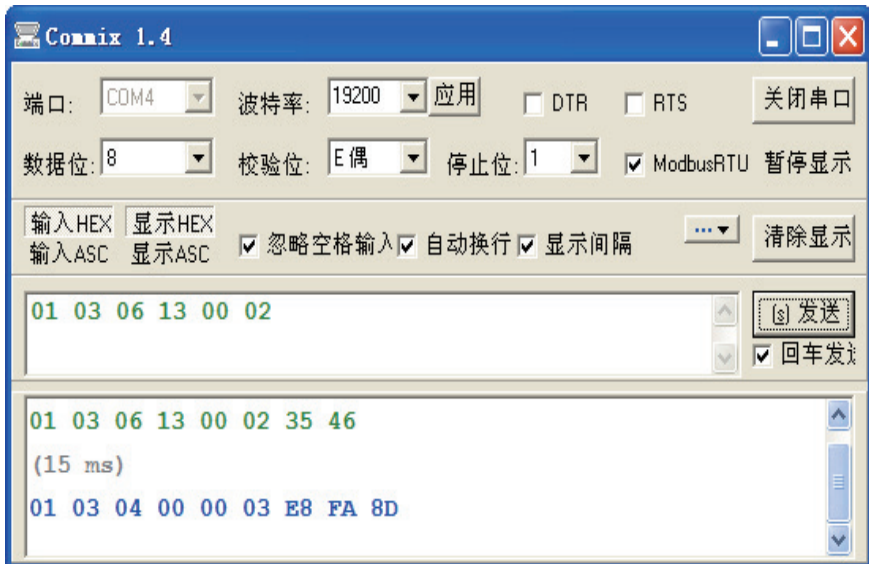 Commix 1.4
端口: COM4 波特率: 19200 应用 DTR RTS 关闭串口
数据位: 8 校验位: E偶 停止位: 1 ModbusRTU 暂停显示
输入HEX 显示HEX
输入ASC 显示ASC 忽略空格输入 自动换行 显示间隔 ... 清除显示
01 03 06 13 00 02 (s) 发送
回车发送
01 03 06 13 00 02 35 46
(15 ms)
01 03 04 00 00 03 E8 FA 8D